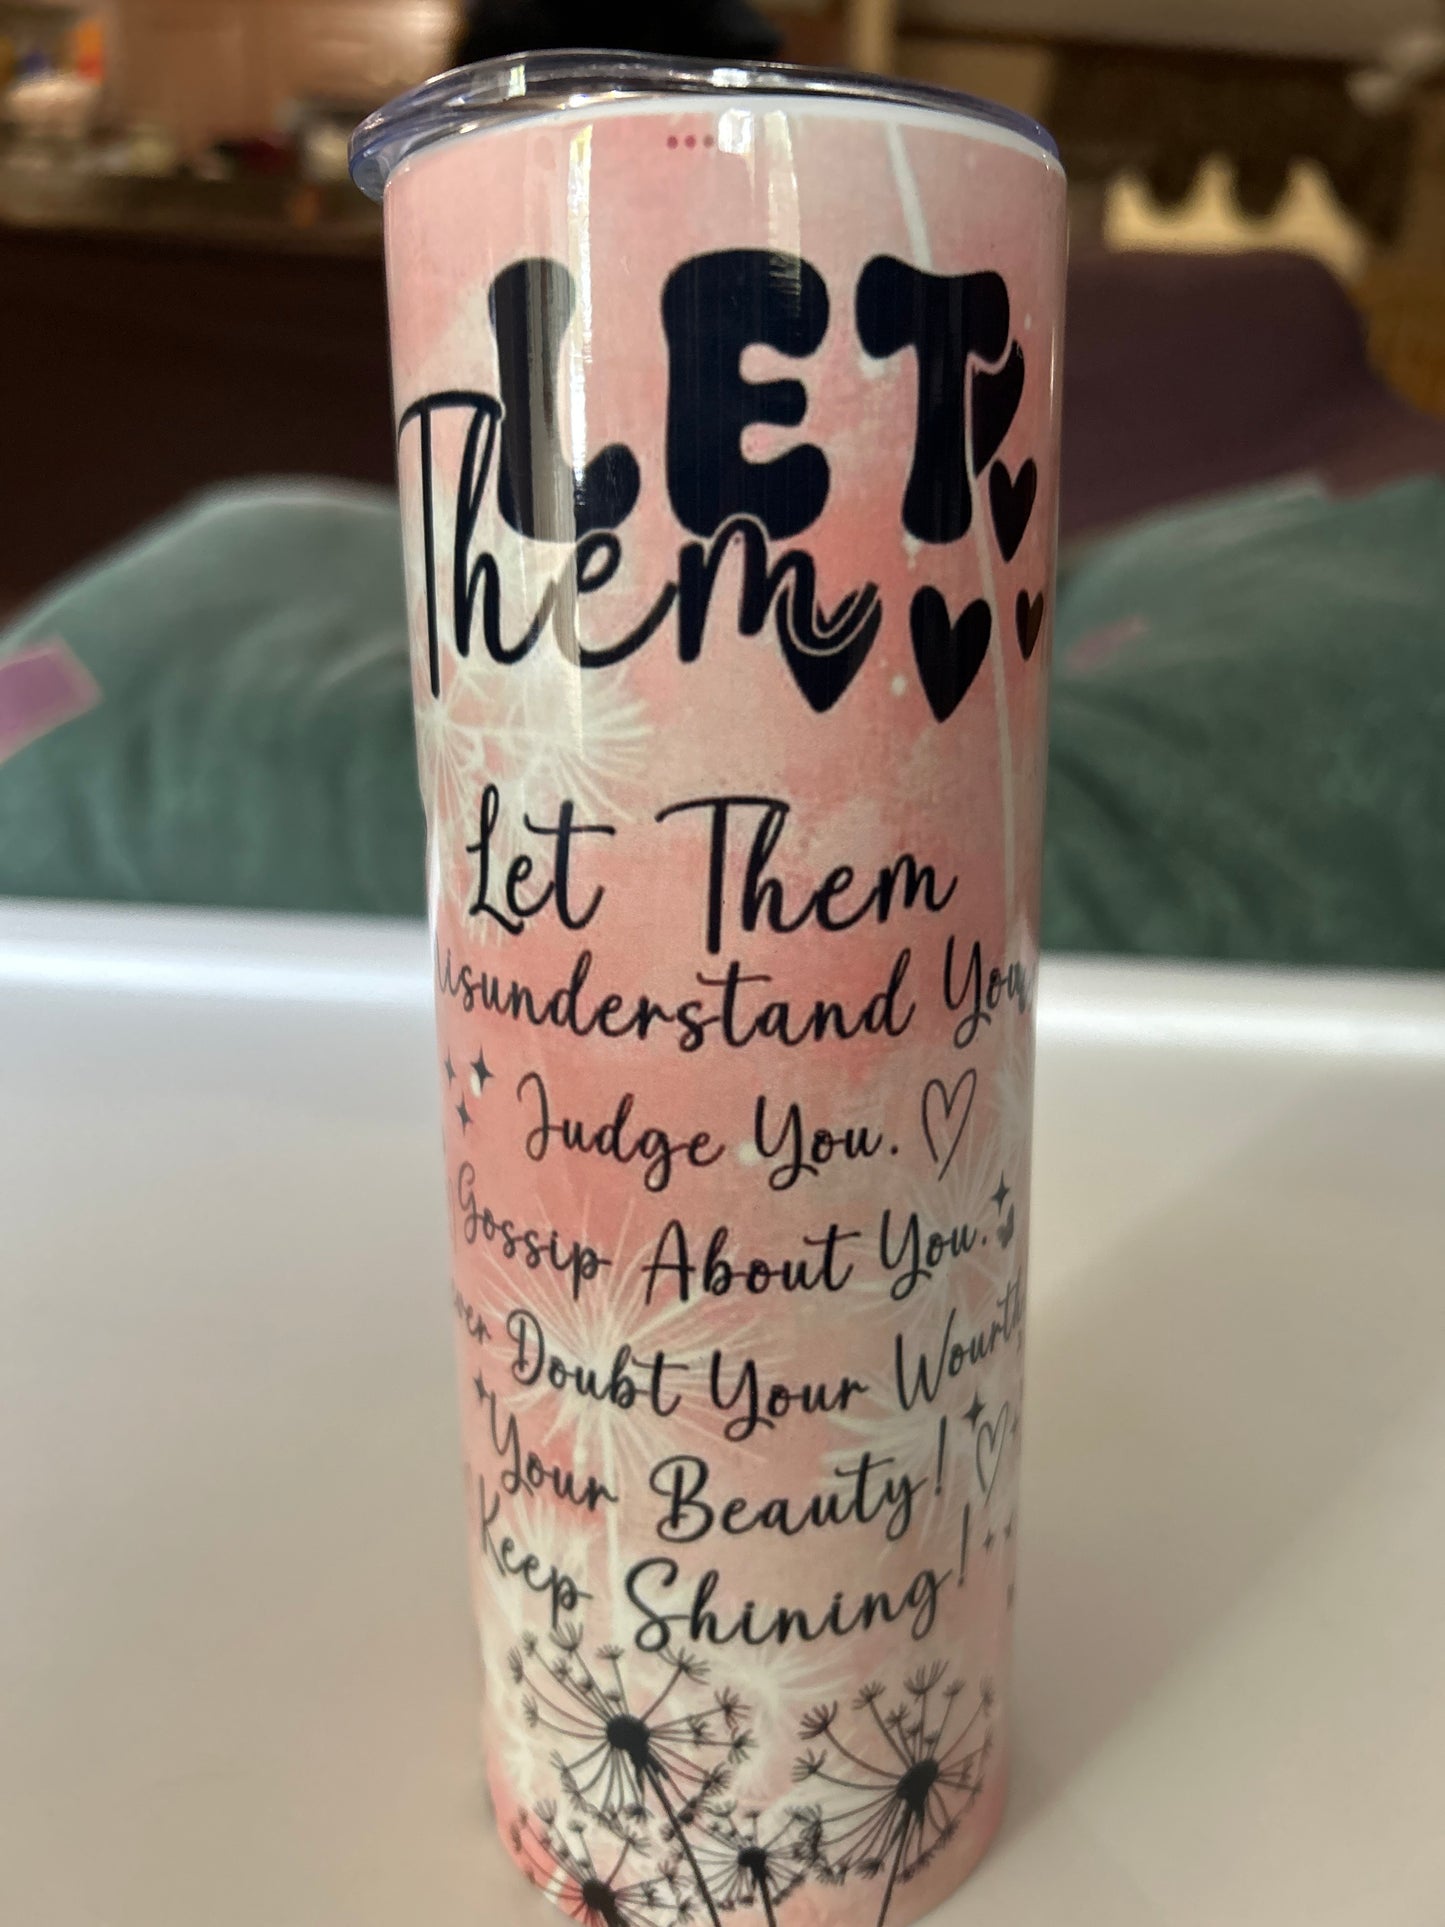 LET
Them
Let Them
Misunderstand You.
Judge You.
Gossip About You.
Doubt Your Wourth
Your Beauty!
Keep Shining!